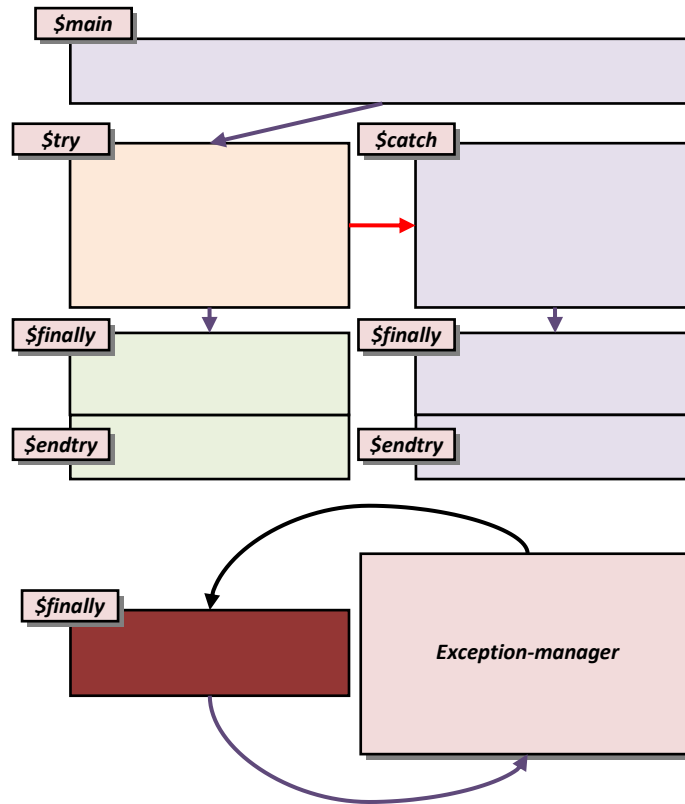 $main
$try
$catch
$finally
$finally
$endtry
$endtry
$finally
Exception-manager